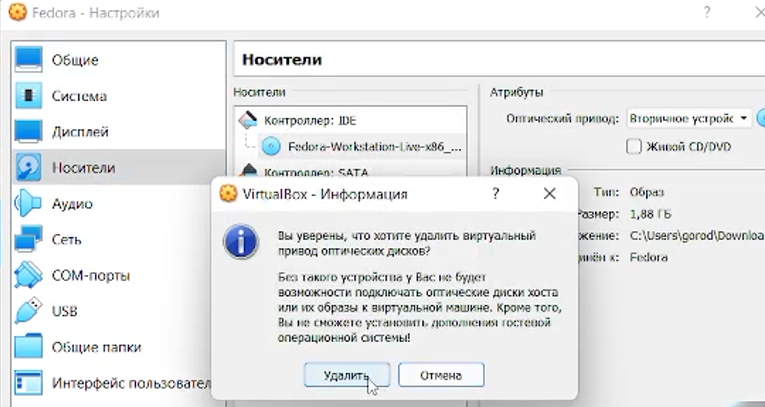 Fedora - Настройки
Общие
Система
Дисплей
Носители
Аудио
Сеть
COM-порты
USB
Общие папки
Интерфейс пользовател
Носители
Носители
Контроллер: IDE
Fedora-Workstation-Live-x86_...
Контроллер: SATA
Атрибуты
Оптический привод: Вторичное устройс
Живой CD/DVD
Информация
Тип: Образ
Размер: 1,88 ГБ
жение: C:\Users\gorod\Downloa
инён к: Fedora
VirtualBox - Информация
Вы уверены, что хотите удалить виртуальный
привод оптических дисков?
Без такого устройства у Вас не будет
возможности подключать оптические диски хоста
или их образы к виртуальной машине. Кроме того,
Вы не сможете установить дополнения гостевой
операционной системы!
Удалить
Отмена